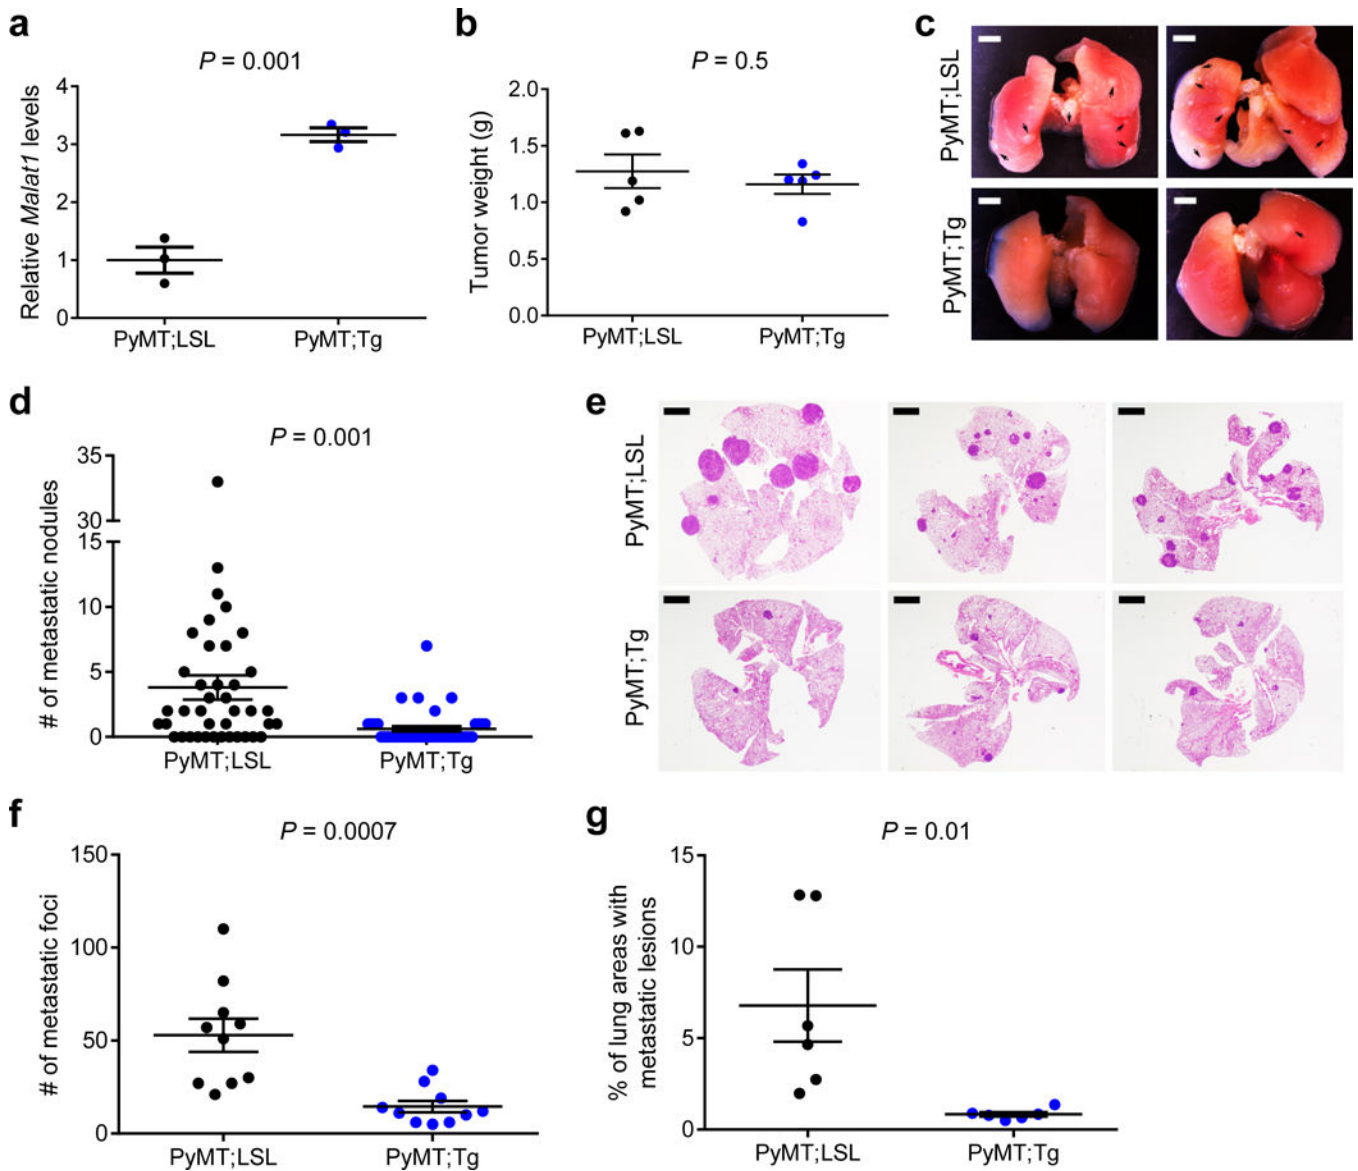 a
P = 0.001
Relative Malat1 levels
4
3
2
1
0
PyMT;LSL
PyMT;Tg
b
P = 0.5
Tumor weight (g)
2.0
1.5
1.0
0.5
0.0
PyMT;LSL
PyMT;Tg
c
PyMT;LSL
PyMT;Tg
d
P = 0.001
# of metastatic nodules
35
30
15
10
5
0
PyMT;LSL
PyMT;Tg
e
PyMT;LSL
PyMT;Tg
f
P = 0.0007
# of metastatic foci
150
100
50
0
PyMT;LSL
PyMT;Tg
g
P = 0.01
% of lung areas with
metastatic lesions
15
10
5
0
PyMT;LSL
PyMT;Tg